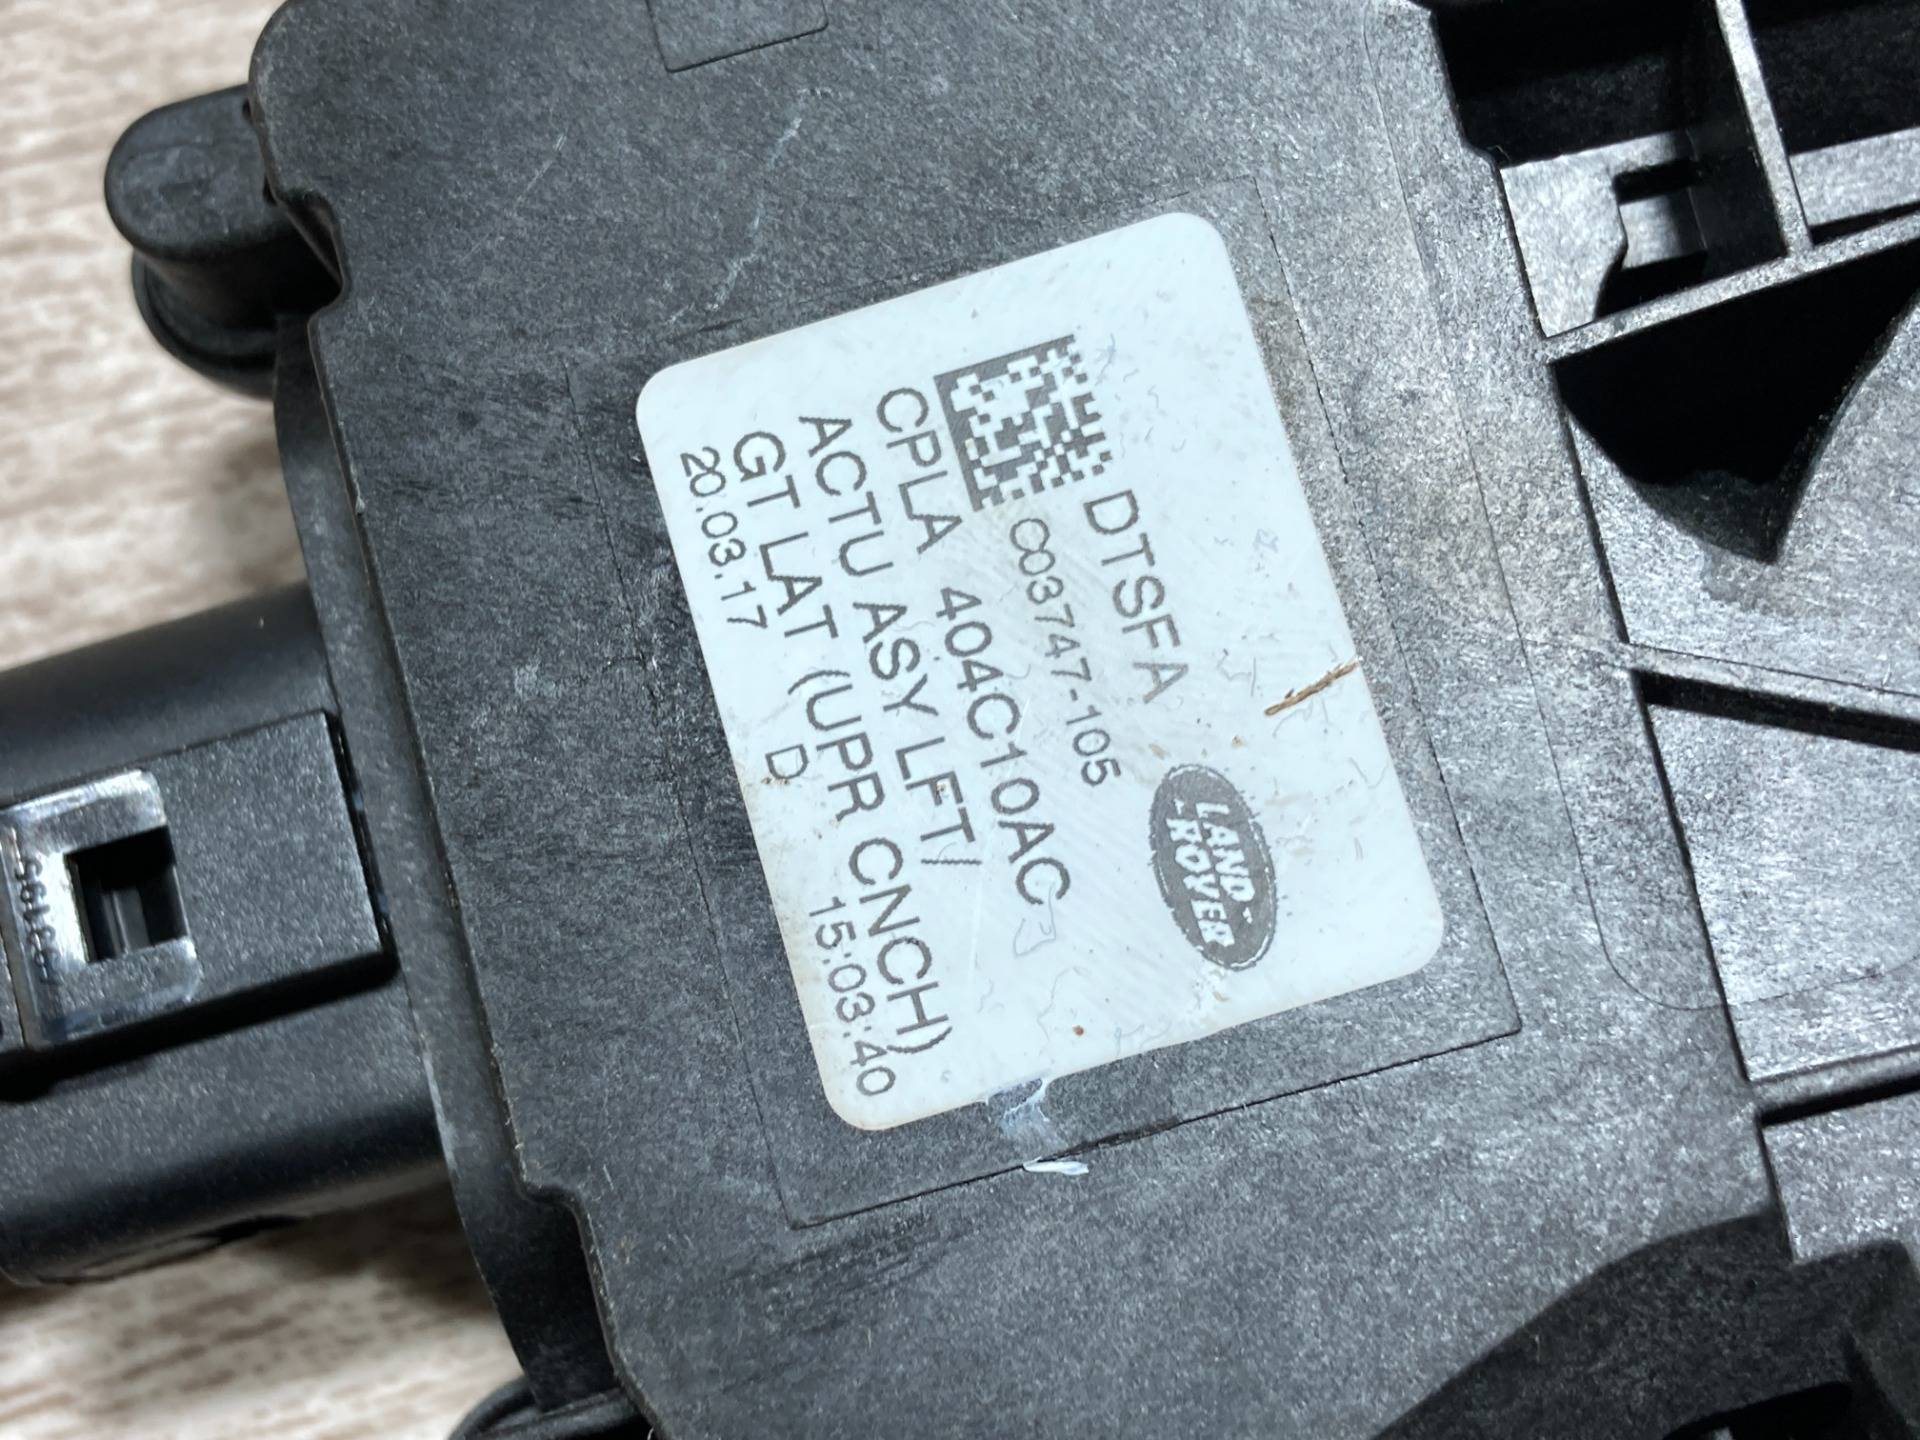 DTSFA
C03747-105
LAND
ROVER
CPLA 404C10AC
ACTU ASY LFT/
GT LAT (UPR CNCH)
D
20.03.17 15:03:40